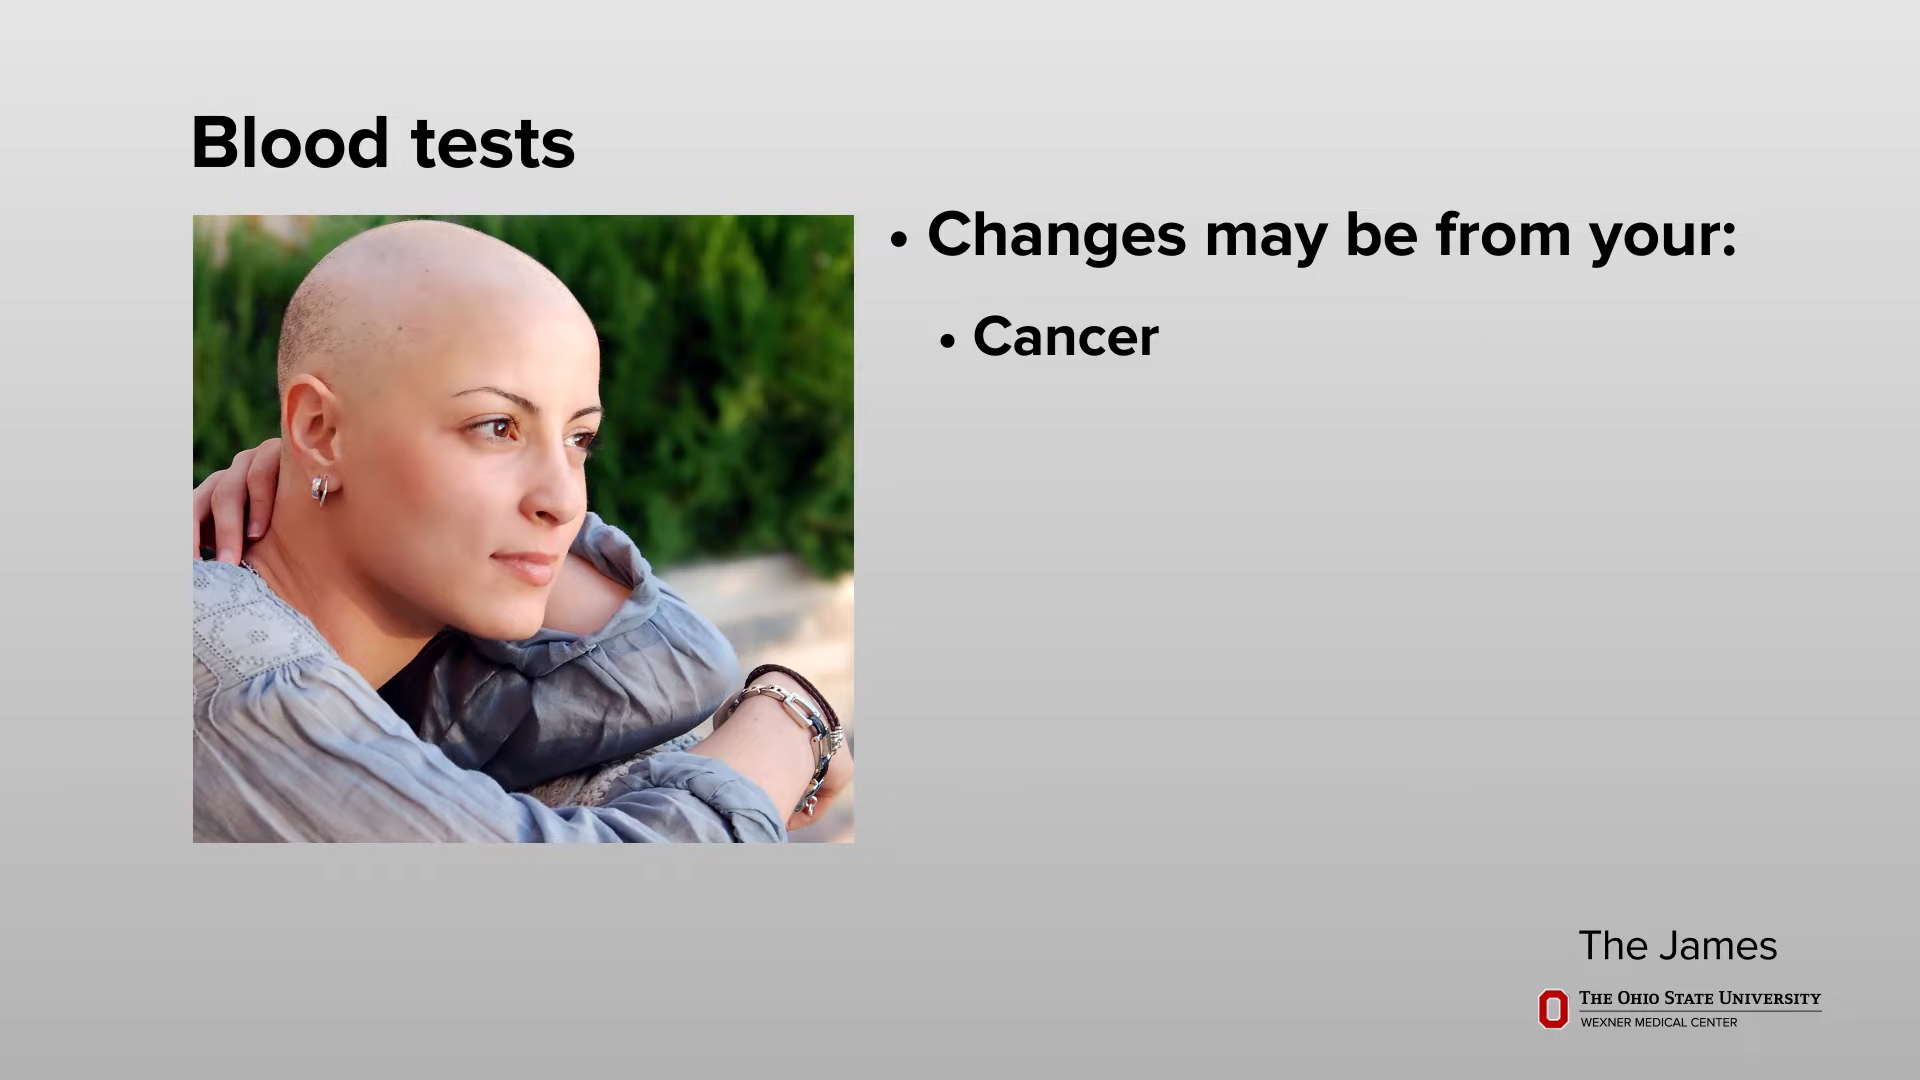 Blood tests
• Changes may be from your:
• Cancer
The James
THE OHIO STATE UNIVERSITY
WEXNER MEDICAL CENTER